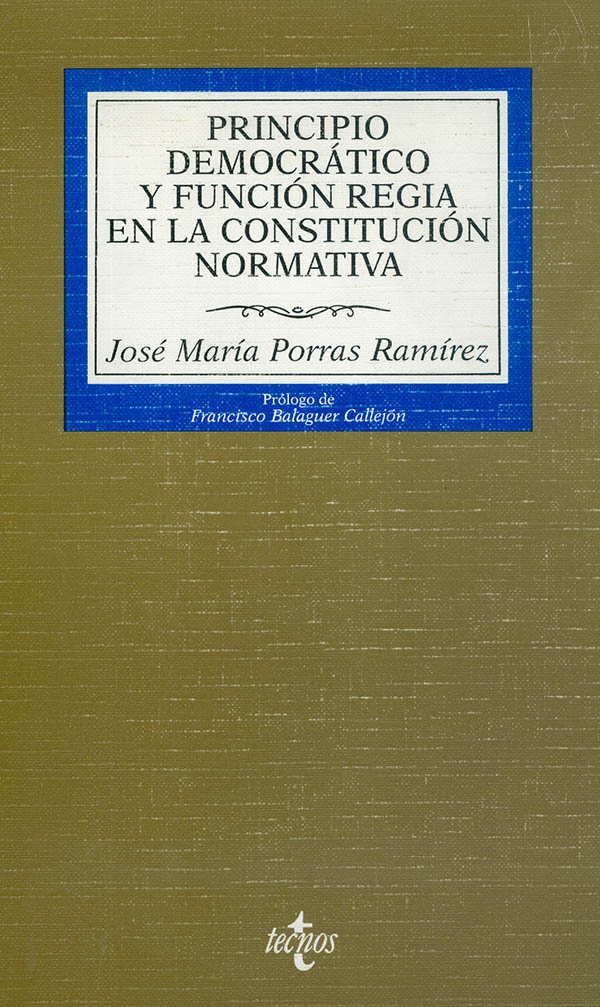 PRINCIPIO
DEMOCRÁTICO
Y FUNCIÓN REGIA
EN LA CONSTITUCIÓN
NORMATIVA
José María Porras Ramírez
Prólogo de
Francisco Balaguer Callejón
tecnos